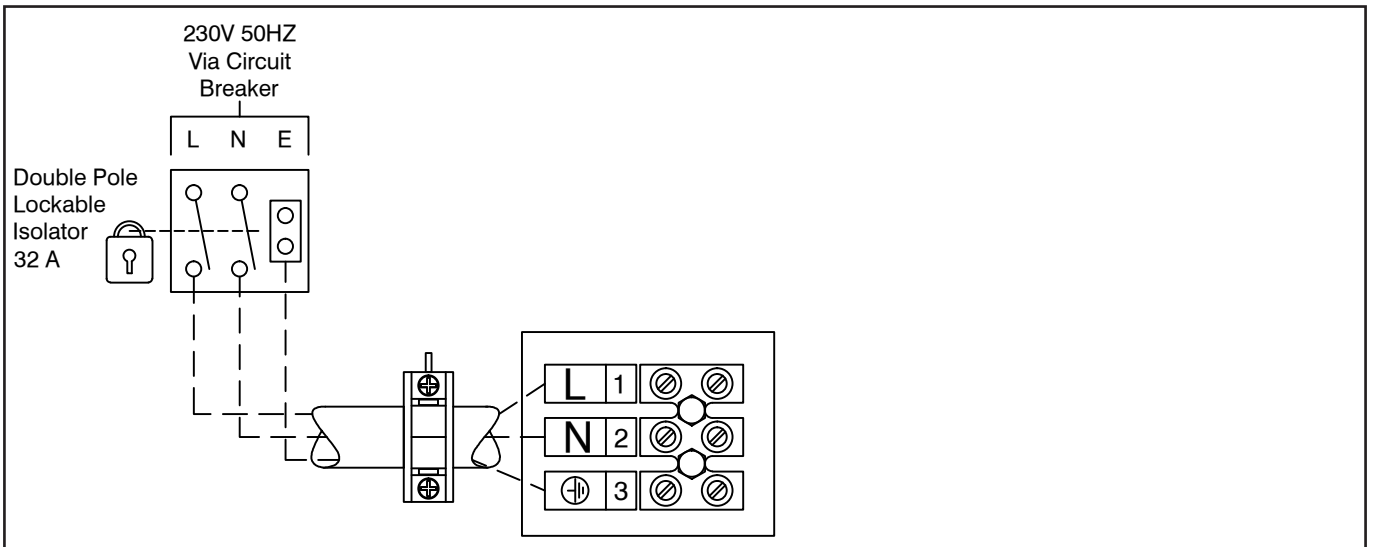 230V 50HZ
Via Circuit
Breaker
L N E
Double Pole
Lockable
Isolator
32 A
L 1
N 2
3